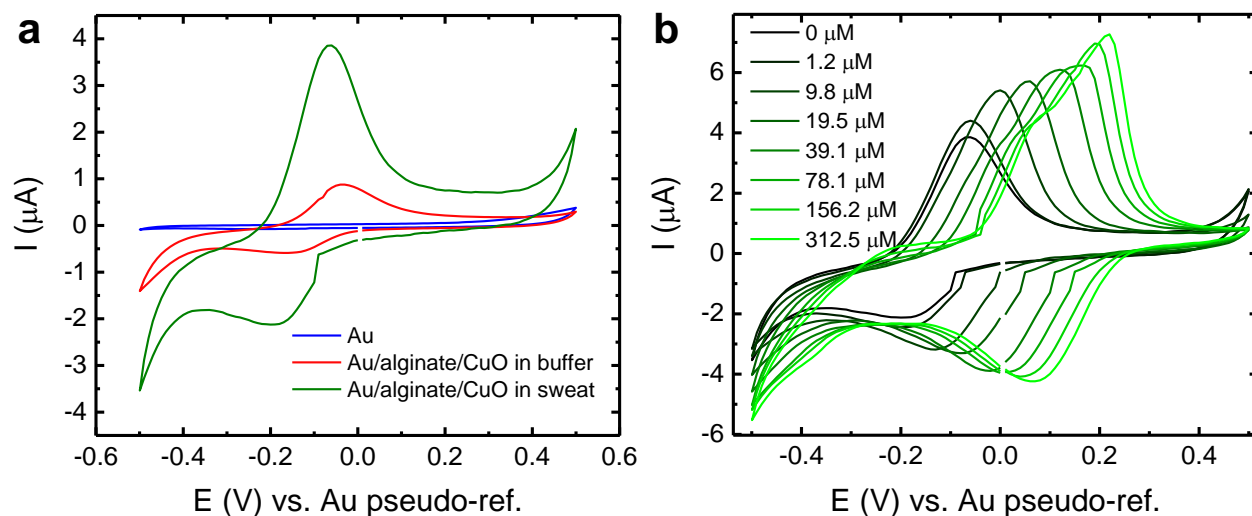 a
4
3
2
1
0
-1
-2
-3
-4
I (μA)
Au
Au/alginate/CuO in buffer
Au/alginate/CuO in sweat
-0.6 -0.4 -0.2 0.0 0.2 0.4 0.6
E (V) vs. Au pseudo-ref.
b
0 μM
1.2 μM
9.8 μM
19.5 μM
39.1 μM
78.1 μM
156.2 μM
312.5 μM
6
4
2
0
-2
-4
-6
I (μA)
-0.4 -0.2 0.0 0.2 0.4
E (V) vs. Au pseudo-ref.